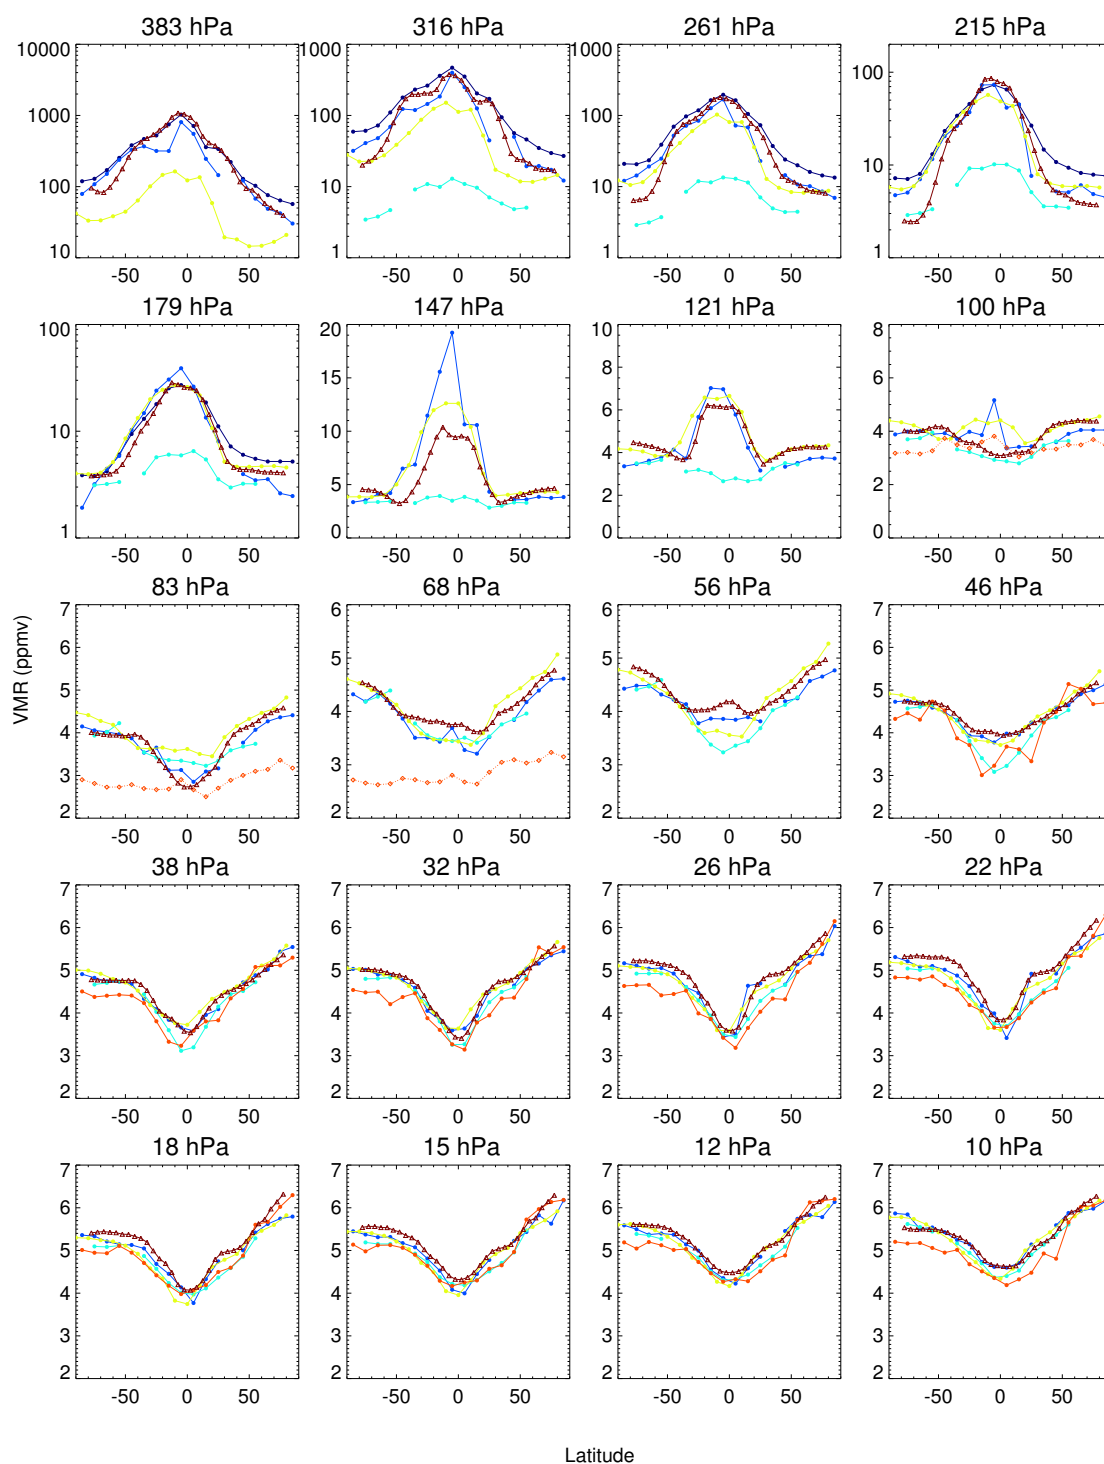 383 hPa 316 hPa 261 hPa 215 hPa
10000 1000 1000
100
1000
100 100
100 10
10 10
10 1 1 1
-50 0 50 -50 0 50 -50 0 50 -50 0 50
179 hPa 147 hPa 121 hPa 100 hPa
100 20 10 8
8
15 6
6
10 10 4
4
5 2
2
1 0 0 0
-50 0 50 -50 0 50 -50 0 50 -50 0 50
83 hPa 68 hPa 56 hPa 46 hPa
7 6 6 7
6 6
5 5
5 5
4 4
4 4
3 3
3 3
2 2 2 2
-50 0 50 -50 0 50 -50 0 50 -50 0 50
VMR (ppmv)
38 hPa 32 hPa 26 hPa 22 hPa
7 7 7 7
6 6 6 6
5 5 5 5
4 4 4 4
3 3 3 3
2 2 2 2
-50 0 50 -50 0 50 -50 0 50 -50 0 50
18 hPa 15 hPa 12 hPa 10 hPa
7 7 7 7
6 6 6 6
5 5 5 5
4 4 4 4
3 3 3 3
2 2 2 2
-50 0 50 -50 0 50 -50 0 50 -50 0 50
Latitude